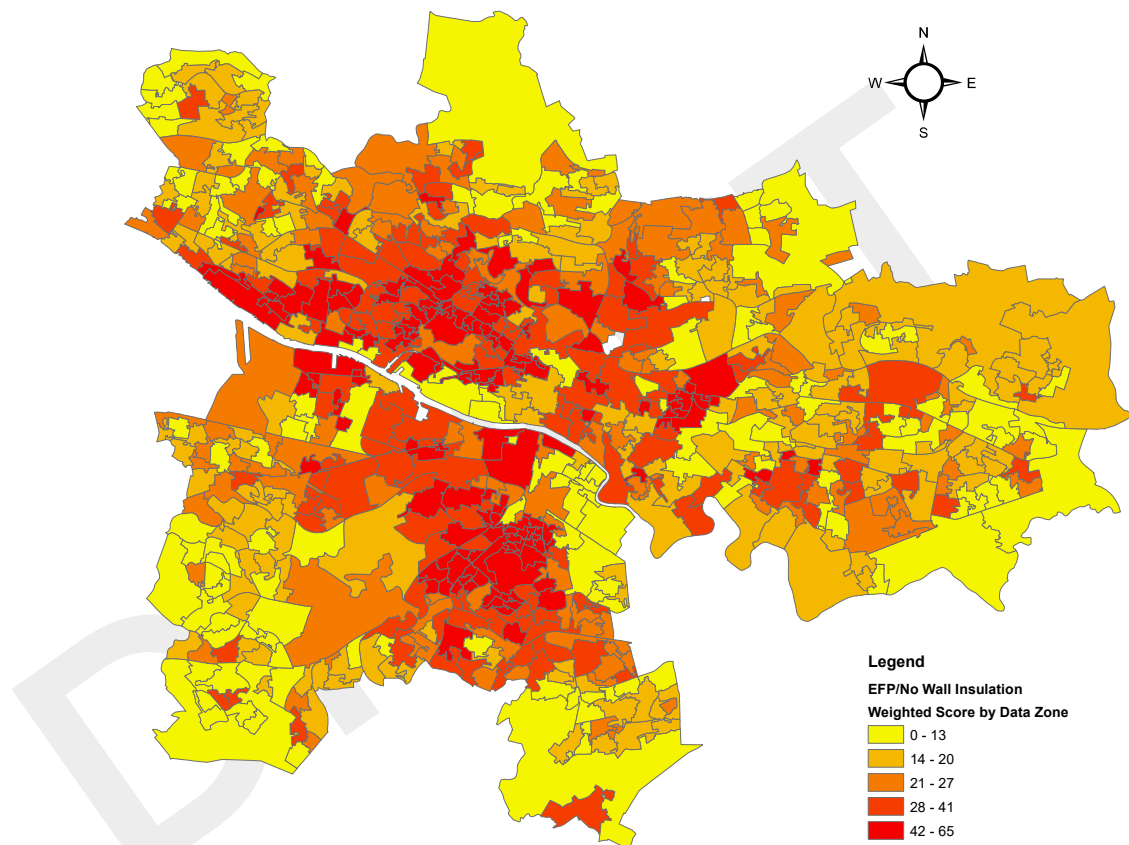 N
W E
S
DRAFT
Legend
EFP/No Wall Insulation
Weighted Score by Data Zone
0 - 13
14 - 20
21 - 27
28 - 41
42 - 65